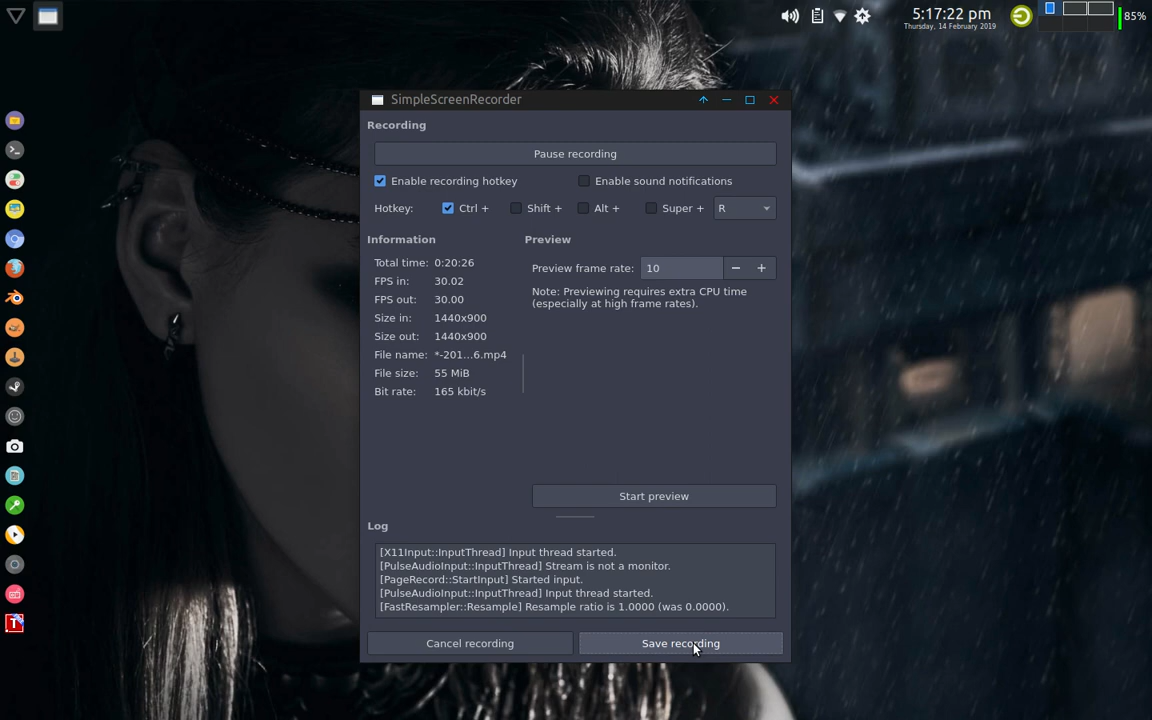 5:17:22 pm
Thursday, 14 February 2019
85%
SimpleScreenRecorder
Recording
Pause recording
Enable recording hotkey
Enable sound notifications
Hotkey: Ctrl + Shift + Alt + Super + R
Information
Total time: 0:20:26
FPS in: 30.02
FPS out: 30.00
Size in: 1440x900
Size out: 1440x900
File name: *-201...6.mp4
File size: 55 MiB
Bit rate: 165 kbit/s
Preview
Preview frame rate: 10
Note: Previewing requires extra CPU time
(especially at high frame rates).
Start preview
Log
[X11Input::InputThread] Input thread started.
[PulseAudioInput::InputThread] Stream is not a monitor.
[PageRecord::StartInput] Started input.
[PulseAudioInput::InputThread] Input thread started.
[FastResampler::Resample] Resample ratio is 1.0000 (was 0.0000).
Cancel recording
Save recording